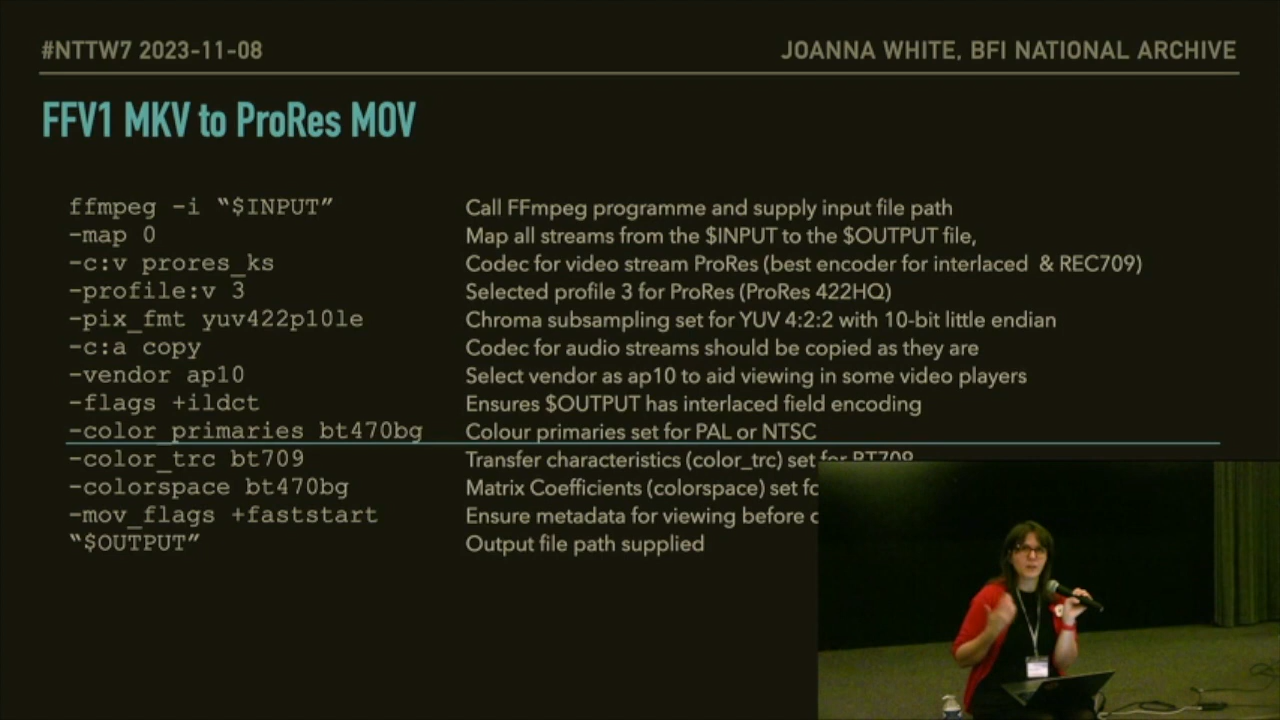 #NTTW7 2023-11-08 JOANNA WHITE, BFI NATIONAL ARCHIVE
FFV1 MKV to ProRes MOV
ffmpeg -i “$INPUT” Call FFmpeg programme and supply input file path
-map 0 Map all streams from the $INPUT to the $OUTPUT file,
-c:v prores_ks Codec for video stream ProRes (best encoder for interlaced & REC709)
-profile:v 3 Selected profile 3 for ProRes (ProRes 422HQ)
-pix_fmt yuv422p10le Chroma subsampling set for YUV 4:2:2 with 10-bit little endian
-c:a copy Codec for audio streams should be copied as they are
-vendor ap10 Select vendor as ap10 to aid viewing in some video players
-flags +ildct Ensures $OUTPUT has interlaced field encoding
-color_primaries bt470bg Colour primaries set for PAL or NTSC
-color_trc bt709 Transfer characteristics (color_trc) set for BT709
-colorspace bt470bg Matrix Coefficients (colorspace) set
-mov_flags +faststart Ensure metadata for viewing before
“$OUTPUT” Output file path supplied